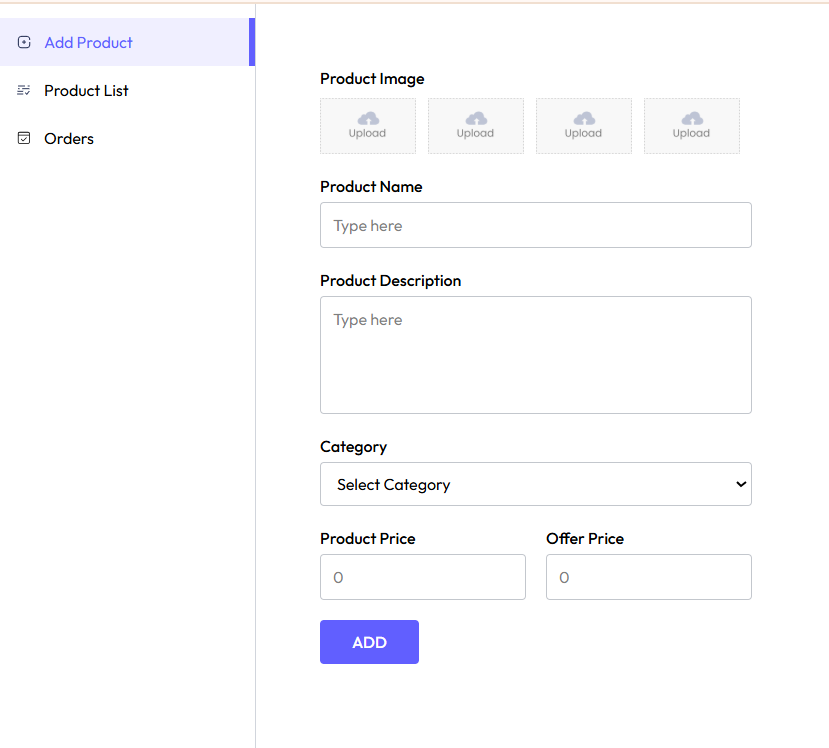 Add Product
Product List
Orders
Product Image
Upload Upload Upload Upload
Product Name
Type here
Product Description
Type here
Category
Select Category
Product Price Offer Price
0 0
ADD